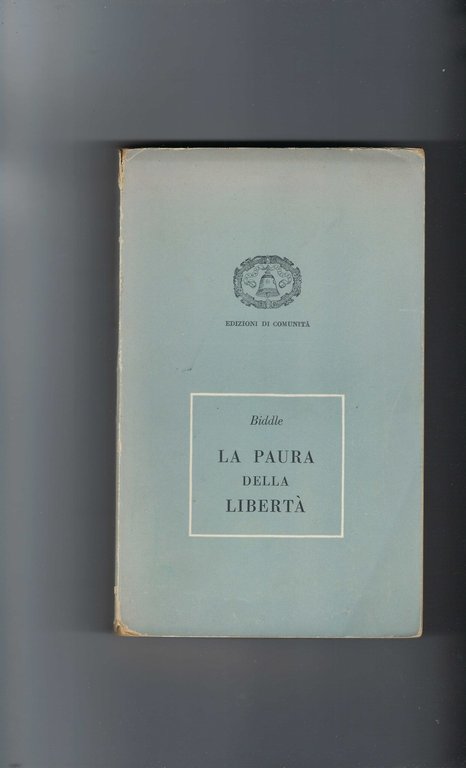 EDIZIONI DI COMUNITÀ
Biddle
LA PAURA
DELLA
LIBERTÀ